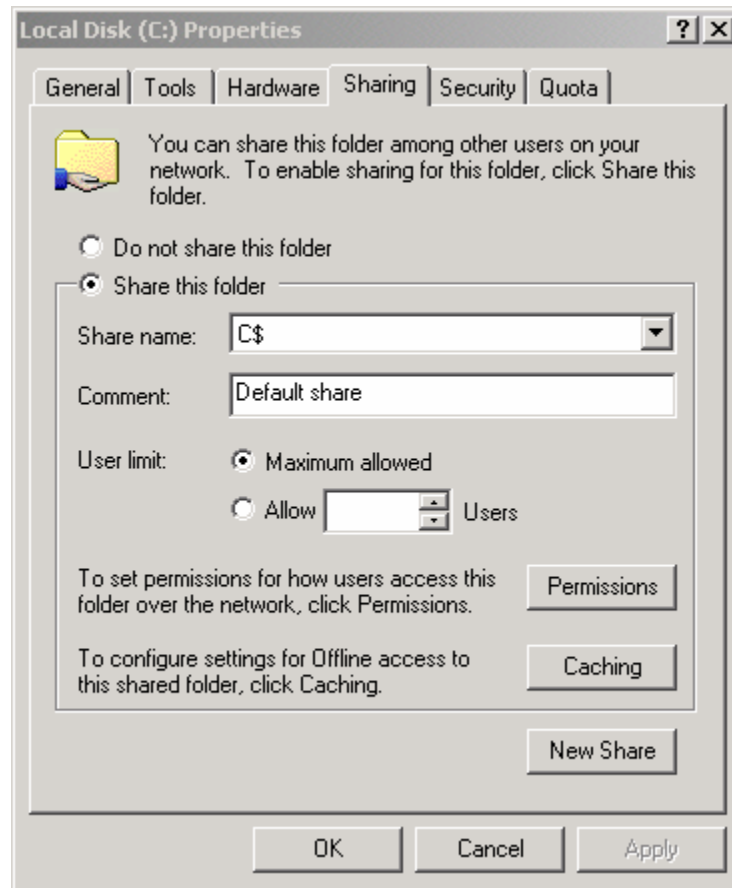 Local Disk (C:) Properties
General Tools Hardware Sharing Security Quota
You can share this folder among other users on your
network. To enable sharing for this folder, click Share this
folder.
Do not share this folder
Share this folder
Share name: C$
Comment: Default share
User limit: Maximum allowed
Allow Users
To set permissions for how users access this
folder over the network, click Permissions.
Permissions
To configure settings for Offline access to
this shared folder, click Caching.
Caching
New Share
OK Cancel Apply